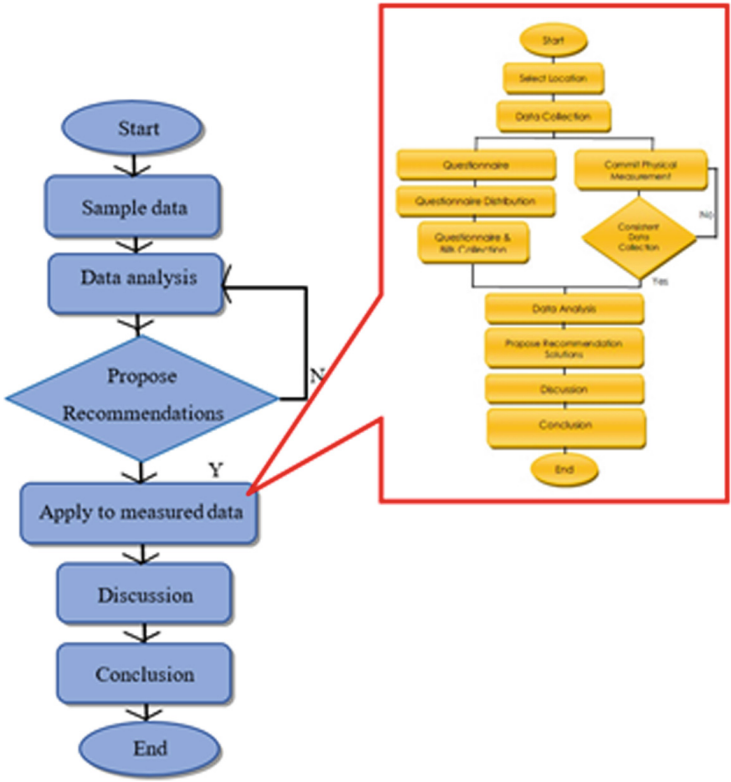 Start
Sample data
Data analysis
Propose
Recommendations
N
Y
Apply to measured data
Discussion
Conclusion
End
Start
Select Location
Data Collection
Questionnaire
Questionnaire Distribution
Questionnaire &
Bills Collection
Commit Physical
Measurement
No
Consistent
Data
Collection
Yes
Data Analysis
Propose Recommendation
Solutions
Discussion
Conclusion
End